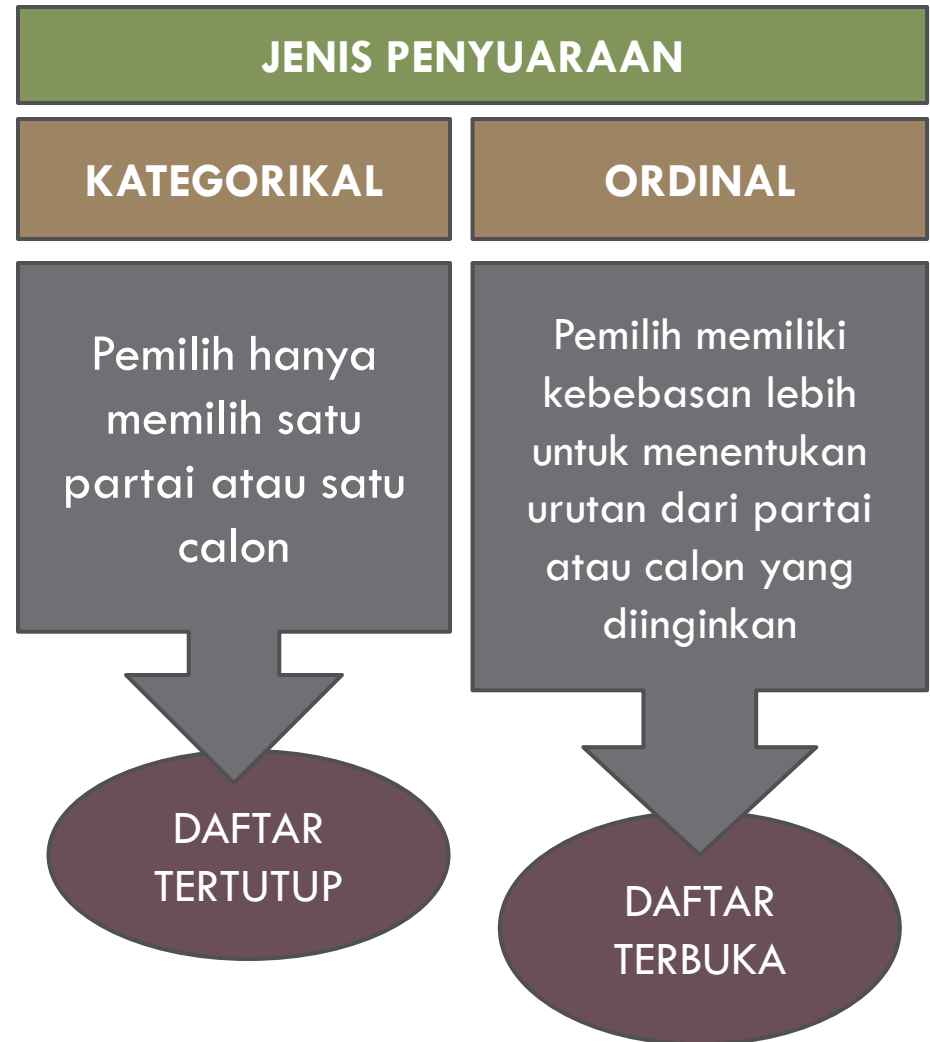 JENIS PENYUARAAN
KATEGORIKAL
ORDINAL
Pemilih hanya
memilih satu
partai atau satu
calon
Pemilih memiliki
kebebasan lebih
untuk menentukan
urutan dari partai
atau calon yang
diinginkan
DAFTAR
TERTUTUP
DAFTAR
TERBUKA